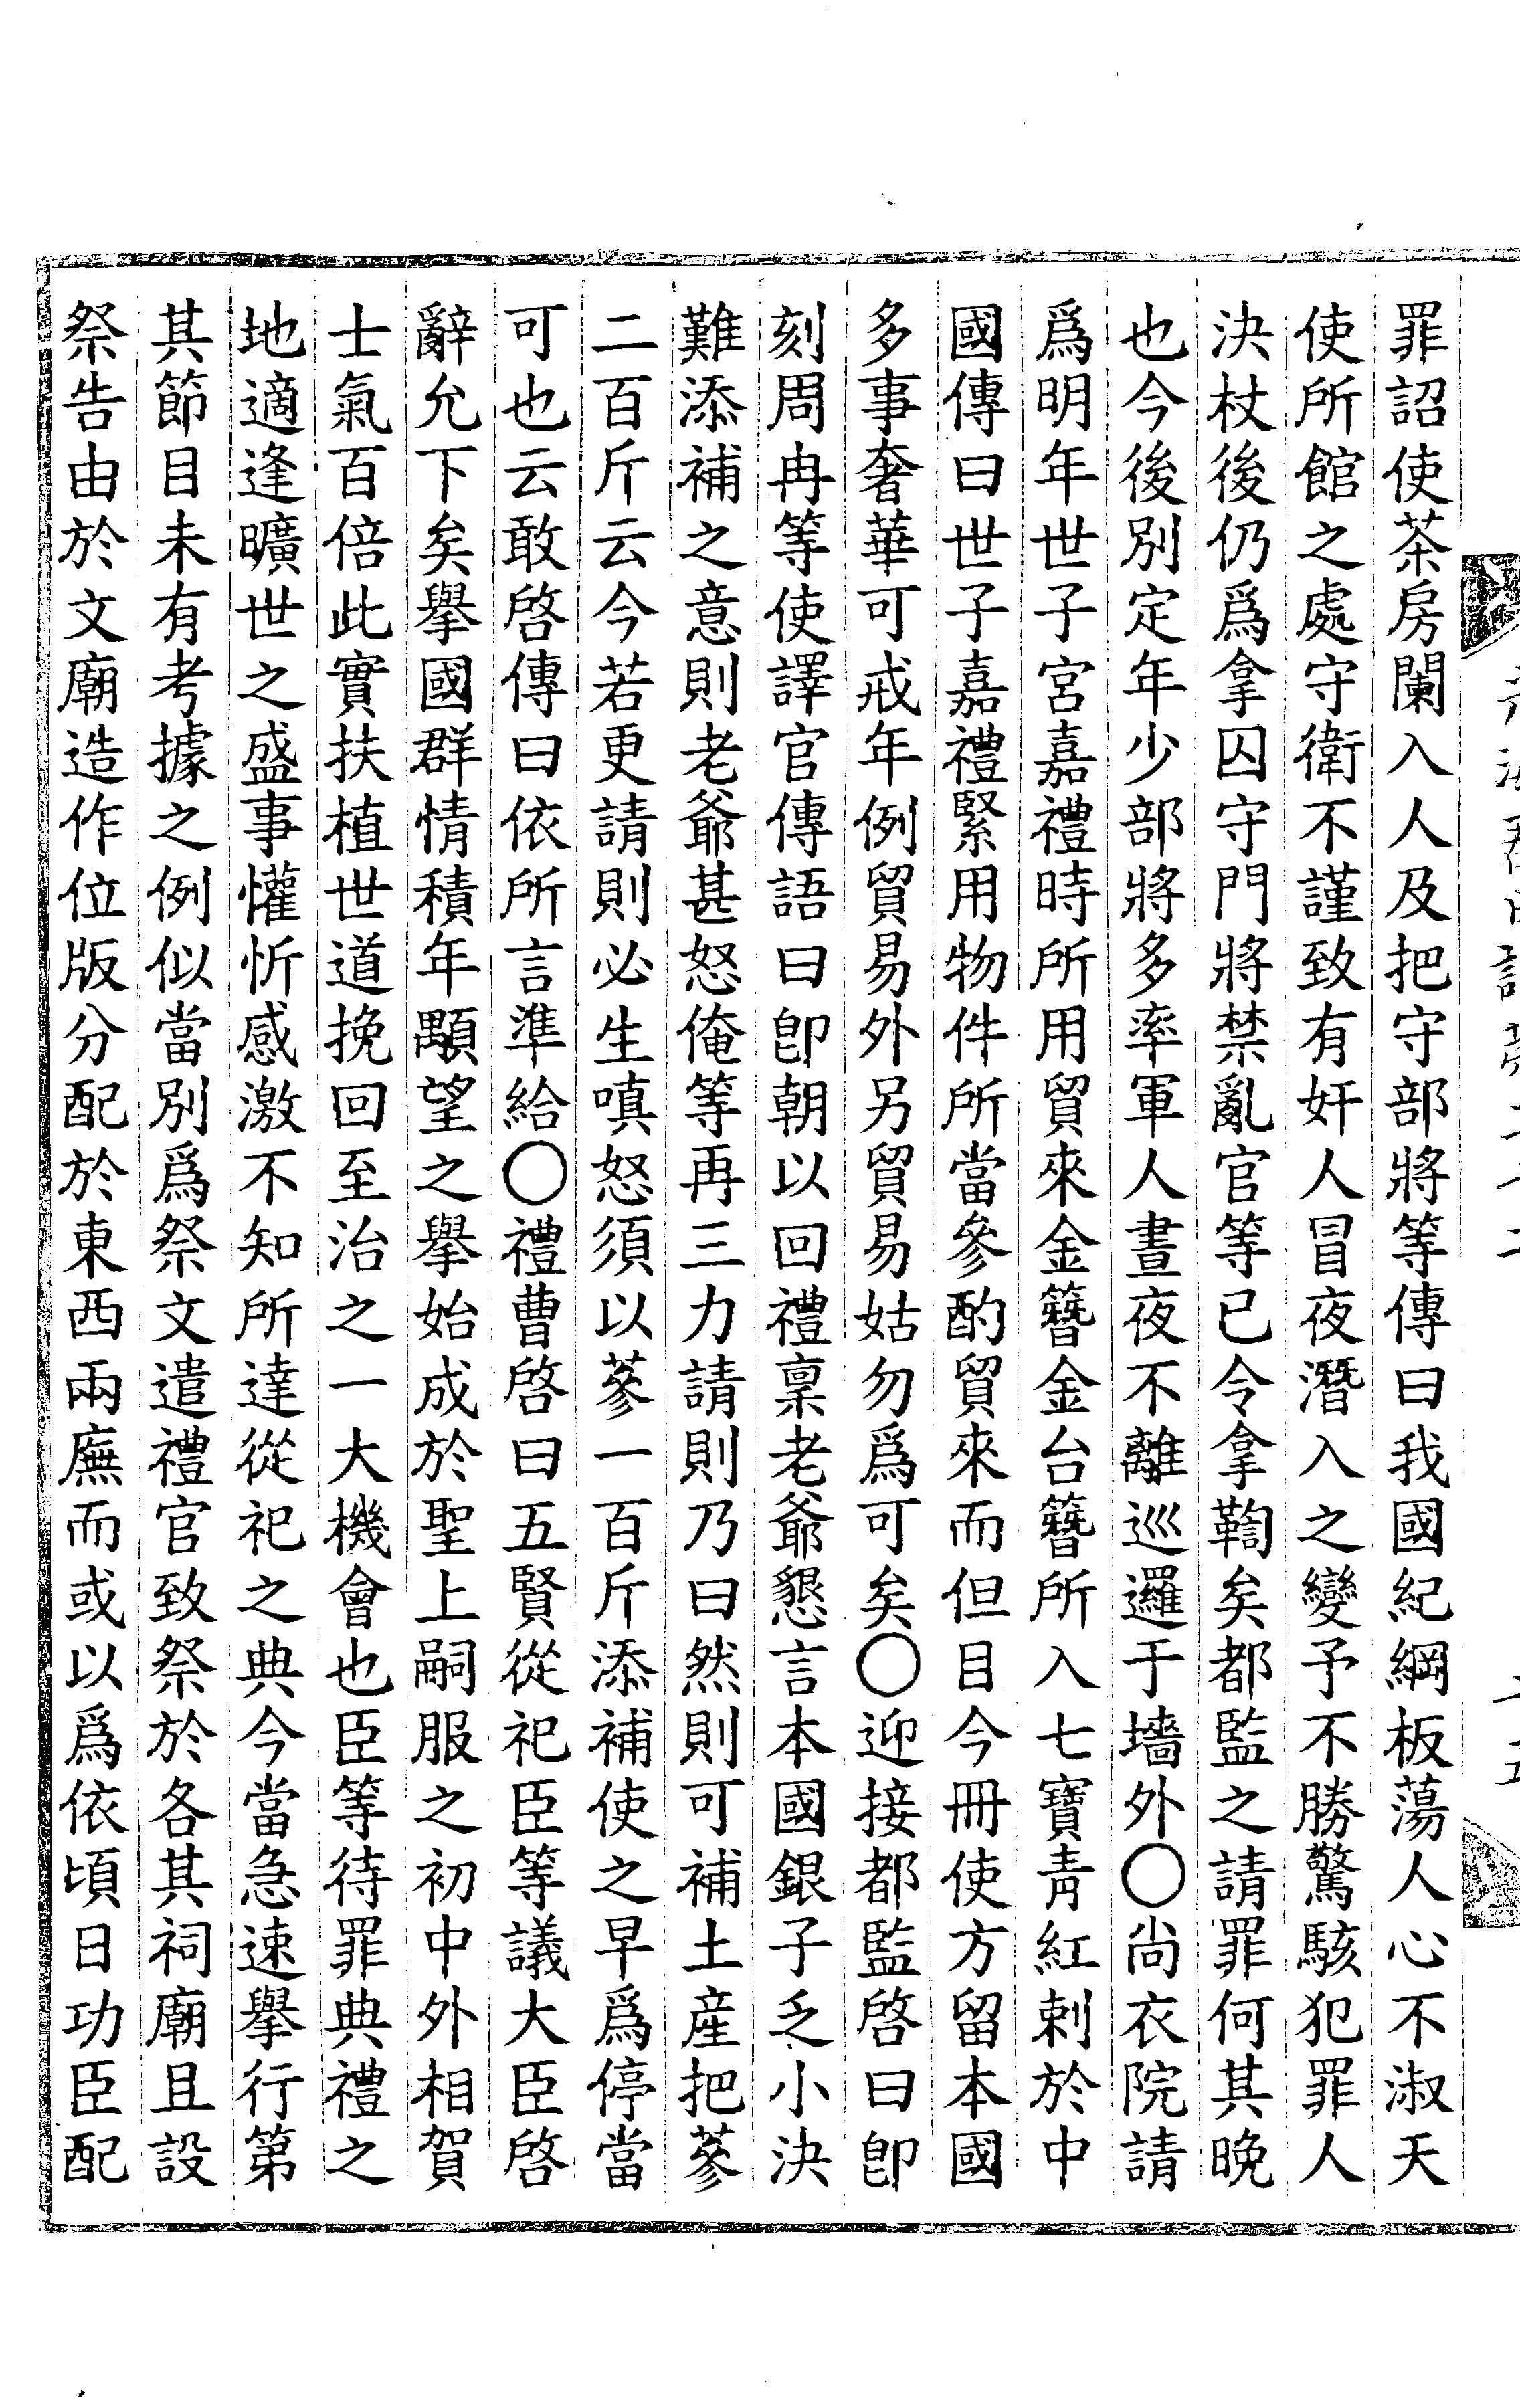 罪詔使茶房闌入人及把守部將等傳曰我國紀綱板蕩人心不淑天
使所館之處守衛不謹致有奸人冒夜潛入之變予不勝驚駭犯罪人
決杖後仍爲拿囚守門將禁亂官等已令拿鞫矣都監之請罪何其晚
也今後別定年少部將多率軍人晝夜不離巡邏于墻外〇尙衣院請
爲明年世子宮嘉禮時所用貿來金簪金台簪所入七寶靑紅剌於中
國傳曰世子嘉禮緊用物件所當參酌貿來而但目今冊使方留本國
多事奢華可戒年例貿易外另貿易姑勿爲可矣〇迎接都監啓曰卽
刻周冉等使譯官傳語曰卽朝以回禮稟老爺懇言本國銀子乏小決
難添補之意則老爺甚怒俺等再三力請則乃曰然則可補土産把蔘
二百斤云今若更請則必生嗔怒須以蔘一百斤添補使之早爲停當
可也云敢啓傳曰依所言準給〇禮曹啓曰五賢從祀臣等議大臣啓
辭允下矣擧國群情積年顒望之擧始成於聖上嗣服之初中外相賀
士氣百倍此實扶植世道挽回至治之一大機會也臣等待罪典禮之
地適逢曠世之盛事懽忻感激不知所達從祀之典今當急速擧行第
其節目未有考據之例似當別爲祭文遣禮官致祭於各其祠廟且設
祭告由於文廟造作位版分配於東西兩廡而或以爲依頃日功臣配